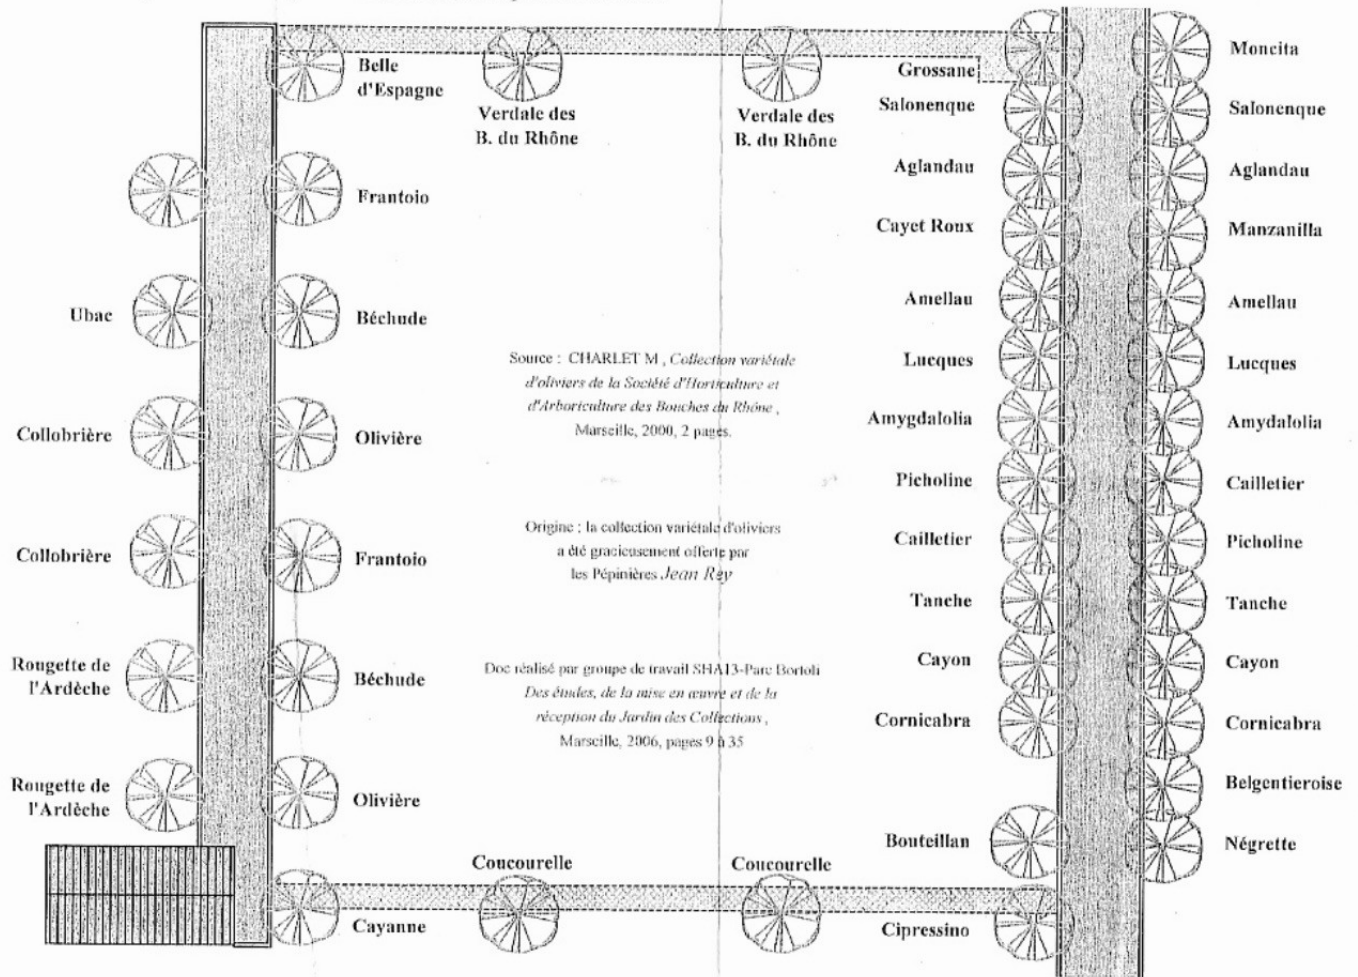 Belle
d'Espagne
Verdale des
B. du Rhône
Verdale des
B. du Rhône
Frantoio
Ubac
Béchude
Collobrière
Olivière
Collobrière
Frantoio
Rougette de
l'Ardèche
Béchude
Rougette de
l'Ardèche
Olivière
Cayanne
Coucourelle
Coucourelle
Source : CHARLET M , Collection variétale
d'oliviers de la Société d'Horticulture et
d'Arboriculture des Bouches du Rhône ,
Marseille, 2000, 2 pages.
Origine : la collection variétale d'oliviers
a été gracieusement offerte par
les Pépinières Jean Rey
Doc réalisé par groupe de travail SHA13-Parc Bortoli
Des études, de la mise en œuvre et de la
réception du Jardin des Collections ,
Marseille, 2006, pages 9 à 35
Grossane
Salonenque
Aglandau
Cayet Roux
Amellau
Lucques
Amygdalolia
Picholine
Cailletier
Tanche
Cayon
Cornicabra
Bouteillan
Cipressino
Moncita
Salonenque
Aglandau
Manzanilla
Amellau
Lucques
Amydalolia
Cailletier
Picholine
Tanche
Cayon
Cornicabra
Belgentieroise
Négrette